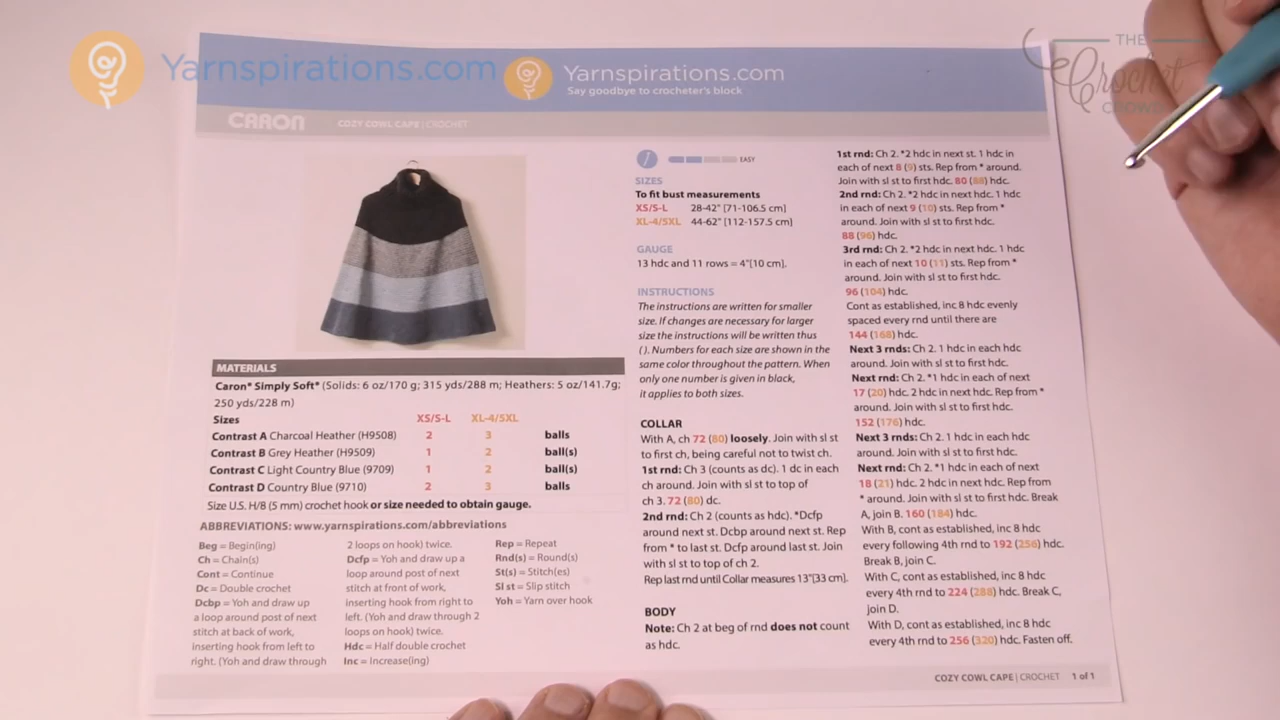 Yarnspirations.com
Yarnspirations.com
Say goodbye to crocheter's block
THE
Crochet
CROWD
CARON
COZY COWL CAPE | CROCHET
MATERIALS
Caron® Simply Soft® (Solids: 6 oz/170 g; 315 yds/288 m; Heathers: 5 oz/141.7g;
250 yds/228 m)
Sizes XS/S-L XL-4/5XL
Contrast A Charcoal Heather (H9508) 2 3 balls
Contrast B Grey Heather (H9509) 1 2 ball(s)
Contrast C Light Country Blue (9709) 1 2 ball(s)
Contrast D Country Blue (9710) 2 3 balls
Size U.S. H/8 (5 mm) crochet hook or size needed to obtain gauge.
ABBREVIATIONS: www.yarnspirations.com/abbreviations
Beg = Begin(ing)
Ch = Chain(s)
Cont = Continue
Dc = Double crochet
Dcbp = Yoh and draw up
a loop around post of next
stitch at back of work,
inserting hook from left to
right. (Yoh and draw through
2 loops on hook) twice.
Dcfp = Yoh and draw up a
loop around post of next
stitch at front of work,
inserting hook from right to
left. (Yoh and draw through 2
loops on hook) twice.
Hdc = Half double crochet
Inc = Increase(ing)
Rep = Repeat
Rnd(s) = Round(s)
St(s) = Stitch(es)
Sl st = Slip stitch
Yoh = Yarn over hook
EASY
SIZES
To fit bust measurements
XS/S-L 28-42" [71-106.5 cm]
XL-4/5XL 44-62" [112-157.5 cm]
GAUGE
13 hdc and 11 rows = 4"[10 cm].
INSTRUCTIONS
The instructions are written for smaller
size. If changes are necessary for larger
size the instructions will be written thus
( ). Numbers for each size are shown in the
same color throughout the pattern. When
only one number is given in black,
it applies to both sizes.
COLLAR
With A, ch 72 (80) loosely. Join with sl st
to first ch, being careful not to twist ch.
1st rnd: Ch 3 (counts as dc). 1 dc in each
ch around. Join with sl st to top of
ch 3. 72 (80) dc.
2nd rnd: Ch 2 (counts as hdc). *Dcfp
around next st. Dcbp around next st. Rep
from * to last st. Dcfp around last st. Join
with sl st to top of ch 2.
Rep last rnd until Collar measures 13"[33 cm].
BODY
Note: Ch 2 at beg of rnd does not count
as hdc.
1st rnd: Ch 2. *2 hdc in next st. 1 hdc in
each of next 8 (9) sts. Rep from * around.
Join with sl st to first hdc. 80 (88) hdc.
2nd rnd: Ch 2. *2 hdc in next hdc. 1 hdc
in each of next 9 (10) sts. Rep from *
around. Join with sl st to first hdc.
88 (96) hdc.
3rd rnd: Ch 2. *2 hdc in next hdc. 1 hdc
in each of next 10 (11) sts. Rep from *
around. Join with sl st to first hdc.
96 (104) hdc.
Cont as established, inc 8 hdc evenly
spaced every rnd until there are
144 (168) hdc.
Next 3 rnds: Ch 2. 1 hdc in each hdc
around. Join with sl st to first hdc.
Next rnd: Ch 2. *1 hdc in each of next
17 (20) hdc. 2 hdc in next hdc. Rep from *
around. Join with sl st to first hdc.
152 (176) hdc.
Next 3 rnds: Ch 2. 1 hdc in each hdc
around. Join with sl st to first hdc.
Next rnd: Ch 2. *1 hdc in each of next
18 (21) hdc. 2 hdc in next hdc. Rep from
* around. Join with sl st to first hdc. Break
A, join B. 160 (184) hdc.
With B, cont as established, inc 8 hdc
every following 4th rnd to 192 (256) hdc.
Break B, join C.
With C, cont as established, inc 8 hdc
every 4th rnd to 224 (288) hdc. Break C,
join D.
With D, cont as established, inc 8 hdc
every 4th rnd to 256 (320) hdc. Fasten off.
COZY COWL CAPE | CROCHET 1 of 1